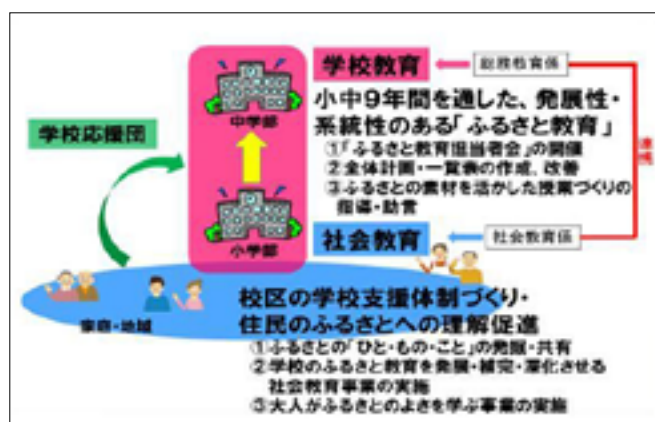 学校教育
総務教育係
小中９年間を通した、発展性・
系統性のある「ふるさと教育」
①「ふるさと教育担当者会」の開催
②全体計画・一覧表の作成、改善
③ふるさとの素材を活かした授業づくりの
指導・助言
連携
中学部
学校応援団
小学部
社会教育
社会教育係
家庭・地域
校区の学校支援体制づくり・
住民のふるさとへの理解促進
①ふるさとの「ひと・もの・こと」の発掘・共有
②学校のふるさと教育を発展・補完・深化させる
社会教育事業の実施
③大人がふるさとのよさを学ぶ事業の実施